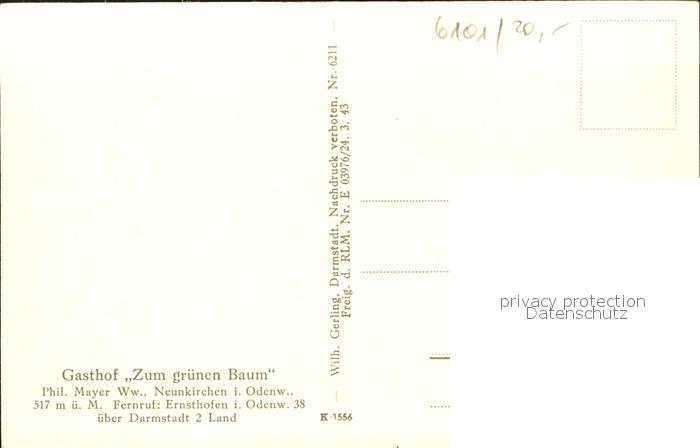 6101/20,-
Wilh. Gerling, Darmstadt. Nachdruck verboten. Nr. 6211
Freig. d. RLM. Nr. E 03976/24. 3. 43
privacy protection
Datenschutz
Gasthof „Zum grünen Baum“
Phil. Mayer Ww., Neunkirchen i. Odenw.,
517 m ü. M. Fernruf: Ernsthofen i. Odenw. 38
über Darmstadt 2 Land
K 1556